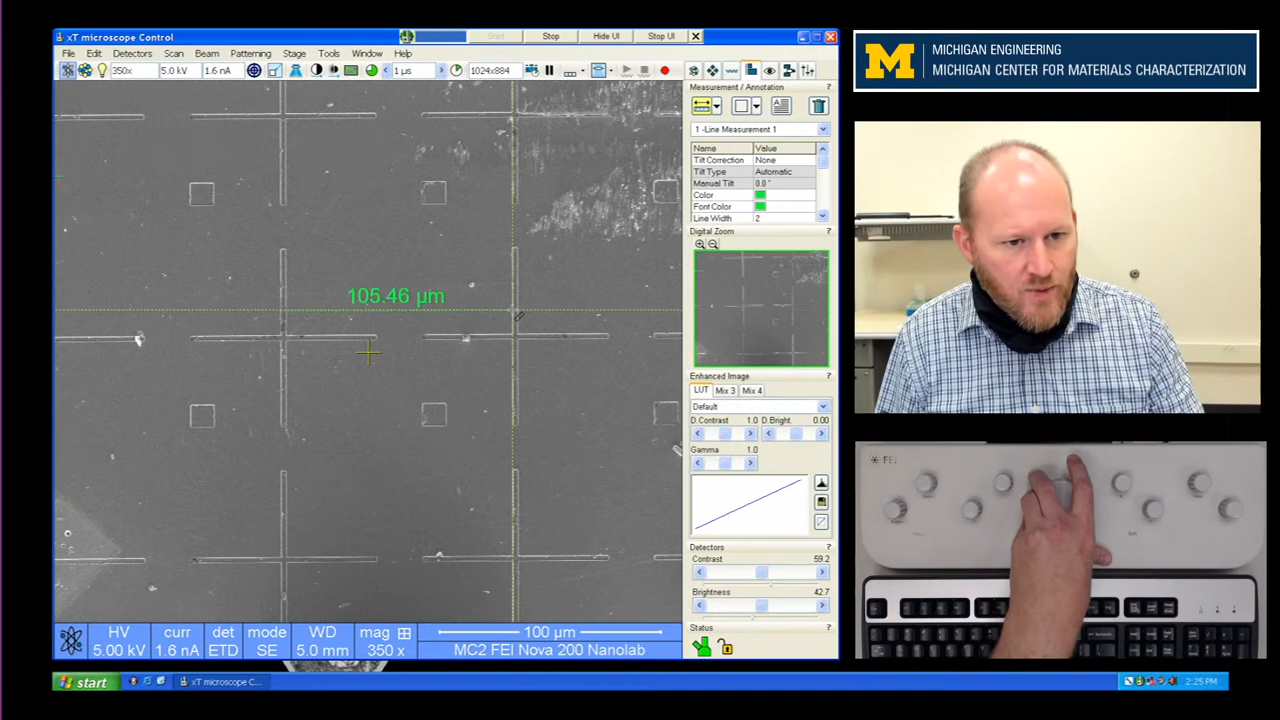 xT microscope Control
Start
Stop
Hide UI
Stop UI
File Edit Detectors Scan Beam Patterning Stage Tools Window Help
350x 5.0 kV 1.6 nA 1 µs 1024x884
MICHIGAN ENGINEERING
MICHIGAN CENTER FOR MATERIALS CHARACTERIZATION
Measurement / Annotation ?
1 -Line Measurement 1
Name Value
Tilt Correction None
Tilt Type Automatic
Manual Tilt 0.0 °
Color
Font Color
Line Width 2
Digital Zoom ?
105.46 µm
Enhanced Image ?
LUT Mix 3 Mix 4
Default
D.Contrast 1.0 D.Bright. 0.00
Gamma 1.0
Detectors ?
Contrast 59.2
Brightness 42.7
Status ?
HV curr det mode WD mag
5.00 kV 1.6 nA ETD SE 5.0 mm 350 x
100 µm
MC2 FEI Nova 200 Nanolab
start
xT microscope C...
2:25 PM
FEI